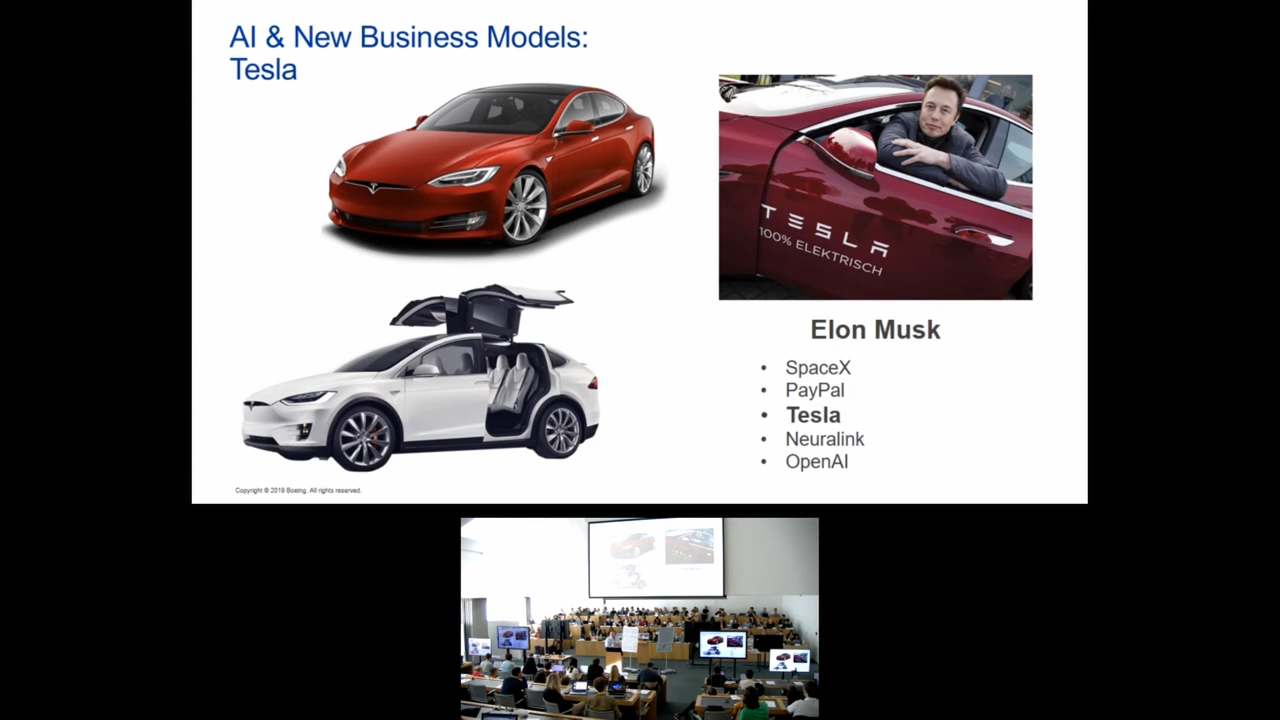 AI & New Business Models:
Tesla
TESLA
100% ELEKTRISCH
Elon Musk
• SpaceX
• PayPal
• Tesla
• Neuralink
• OpenAI
Copyright © 2019 Boeing. All rights reserved.